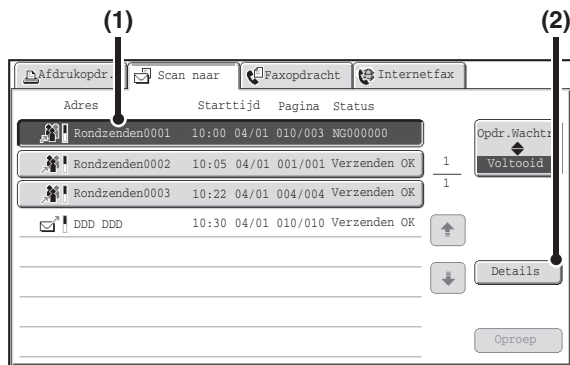 (1) (2)
Afdrukopdr. Scan naar Faxopdracht Internetfax
Adres Starttijd Pagina Status
Rondzenden0001 10:00 04/01 010/003 NG000000
Rondzenden0002 10:05 04/01 001/001 Verzenden OK
Rondzenden0003 10:22 04/01 004/004 Verzenden OK
DDD DDD 10:30 04/01 010/010 Verzenden OK
1
1
Opdr.Wachtr
Voltooid
Details
Oproep